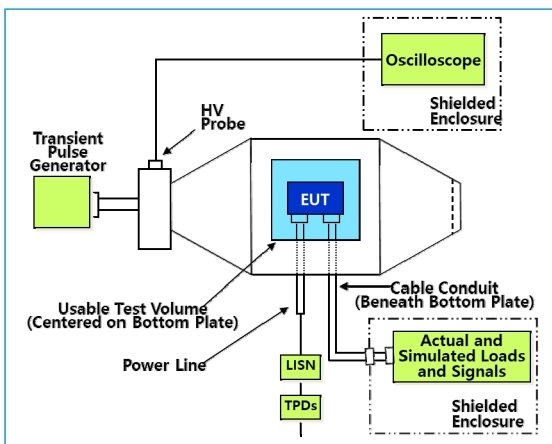 Oscilloscope
Shielded
Enclosure
HV
Probe
Transient
Pulse
Generator
EUT
Usable Test Volume
(Centered on Bottom Plate)
Cable Conduit
(Beneath Bottom Plate)
Power Line
LISN
TPDs
Actual and
Simulated Loads
and Signals
Shielded
Enclosure